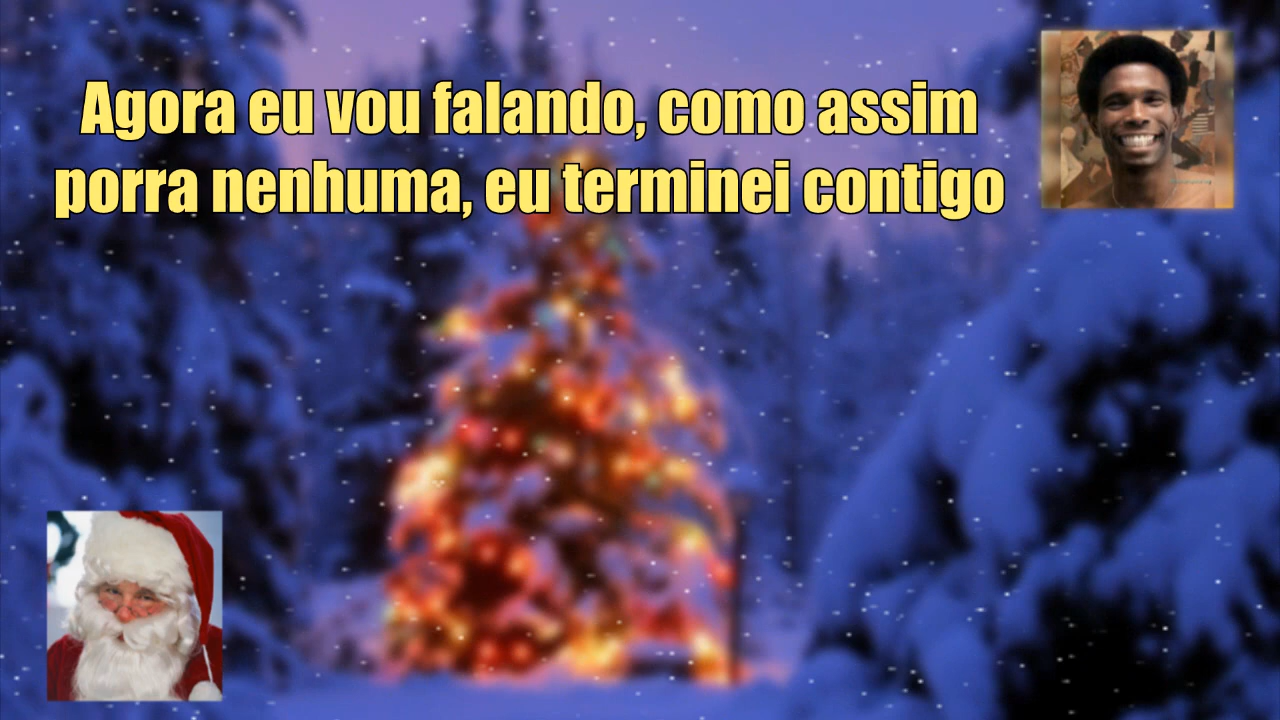 Agora eu vou falando, como assim
porra nenhuma, eu terminei contigo